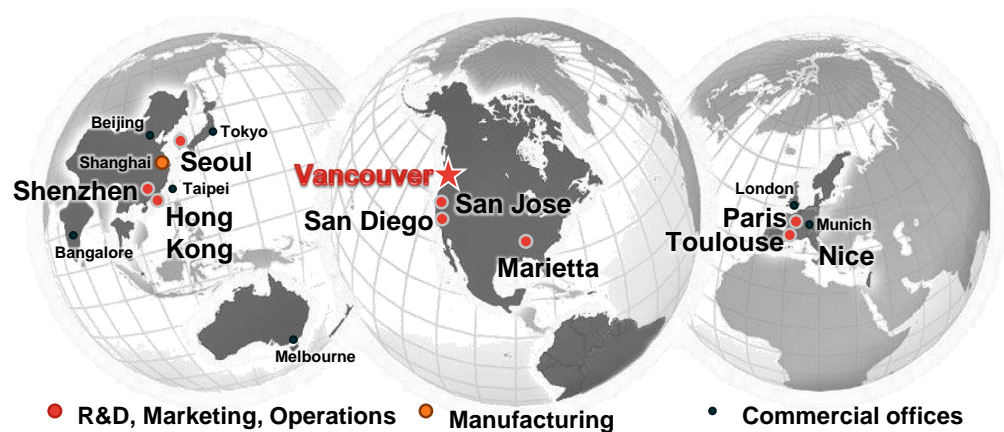 Beijing
Tokyo
Shanghai
Seoul
Shenzhen
Taipei
Hong
Kong
Bangalore
Melbourne
Vancouver
San Jose
San Diego
Marietta
London
Paris
Munich
Toulouse
Nice
R&D, Marketing, Operations
Manufacturing
Commercial offices